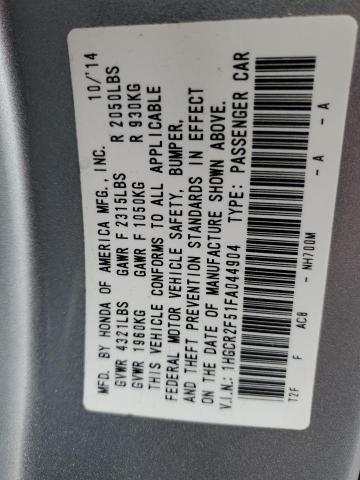 MFD. BY HONDA OF AMERICA MFG., INC. 10/'14
GVWR 4321LBS GAWR F 2315LBS R 2050LBS
GVWR 1960KG GAWR F 1050KG R 930KG
THIS VEHICLE CONFORMS TO ALL APPLICABLE
FEDERAL MOTOR VEHICLE SAFETY, BUMPER,
AND THEFT PREVENTION STANDARDS IN EFFECT
ON THE DATE OF MANUFACTURE SHOWN ABOVE.
V.I.N.: 1HGCR2F51FA044904 TYPE: PASSENGER CAR
T2F F AC8 - NH700M - A - A